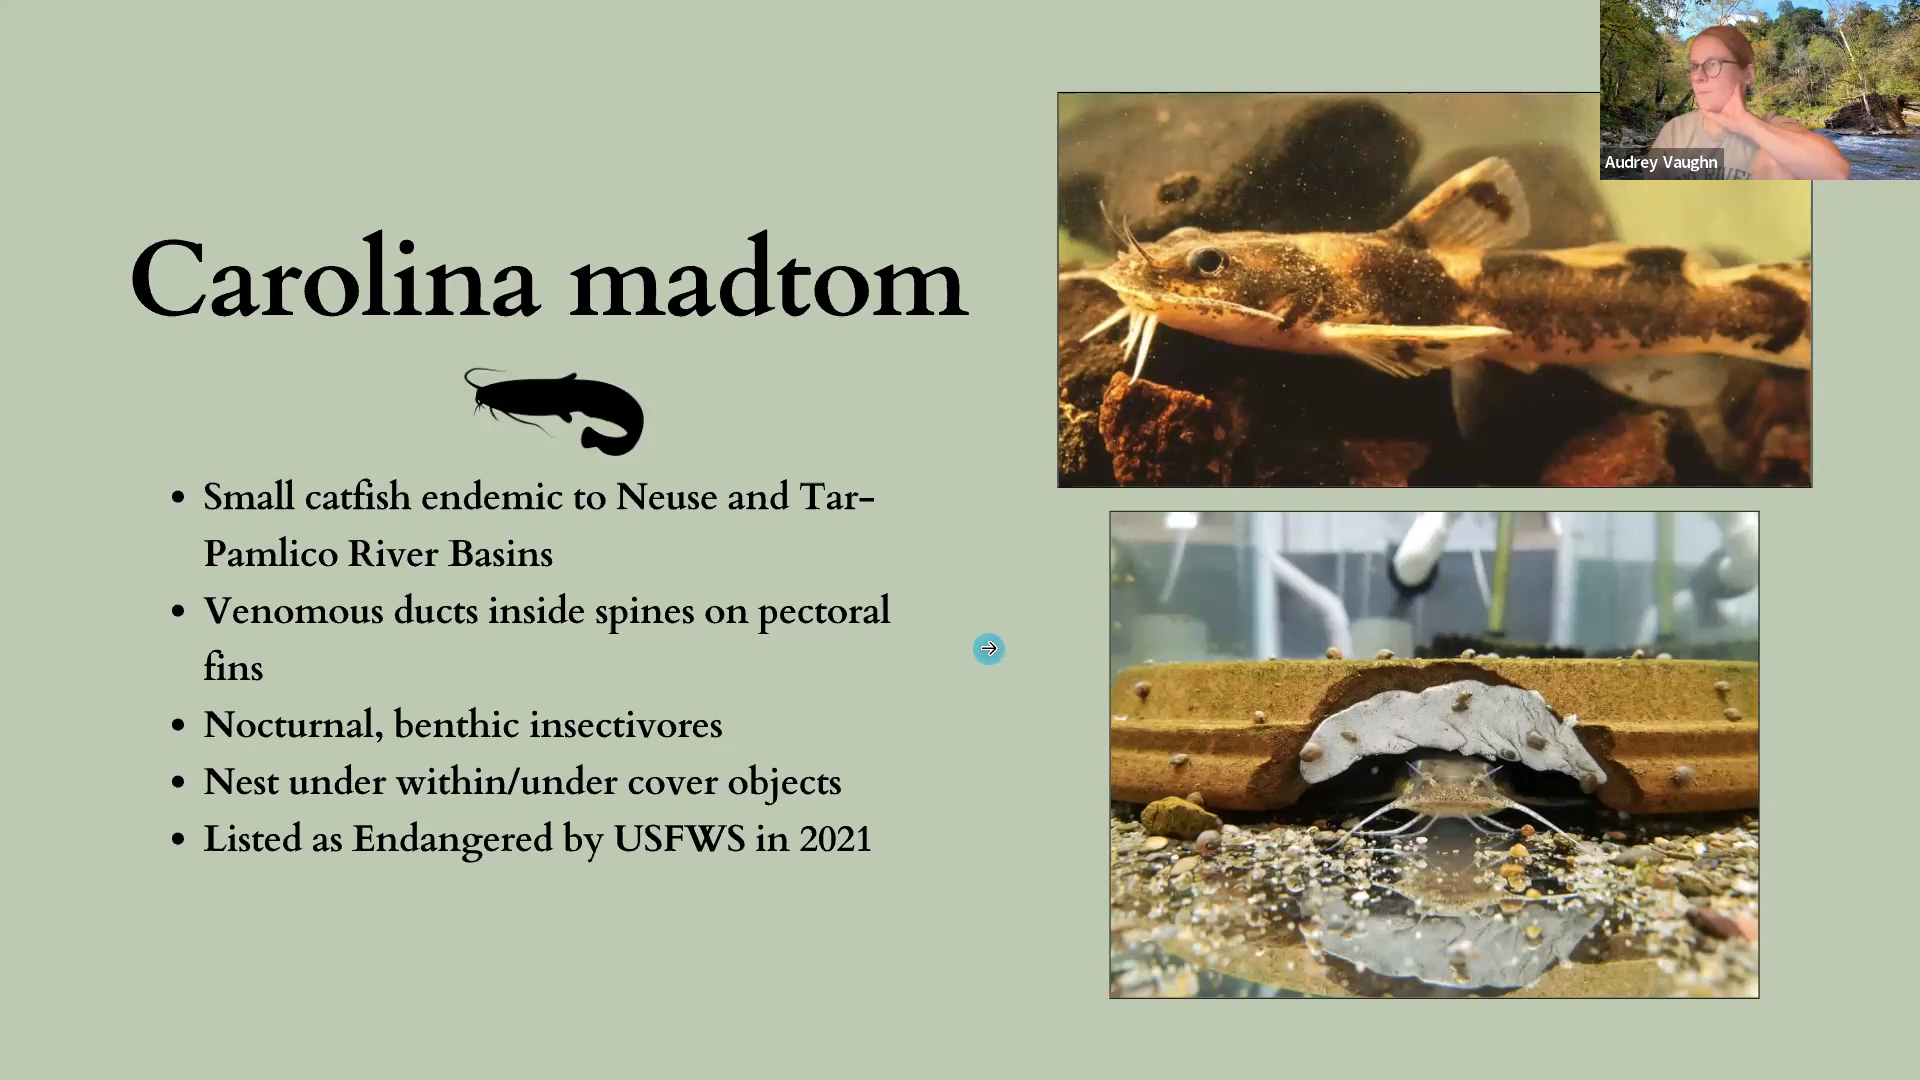 Audrey Vaughn
Carolina madtom
• Small catfish endemic to Neuse and Tar-
Pamlico River Basins
• Venomous ducts inside spines on pectoral
fins
• Nocturnal, benthic insectivores
• Nest under within/under cover objects
• Listed as Endangered by USFWS in 2021